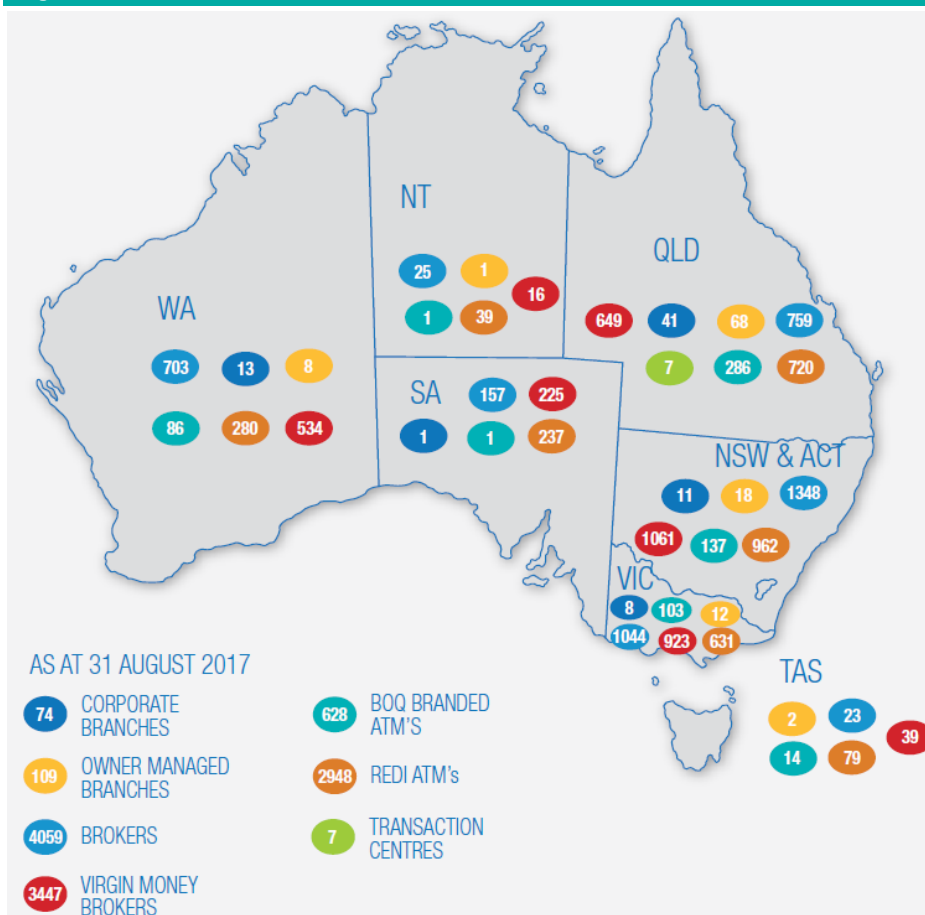 NT
25 1
16
1 39
QLD
649 41 68 759
7 286 720
WA
703 13 8
86 280 534
SA
157 225
1 1 237
NSW & ACT
11 18 1348
1061 137 962
VIC
8 103 12
1044 923 631
TAS
2 23
39
14 79
AS AT 31 AUGUST 2017
74 CORPORATE
BRANCHES
109 OWNER MANAGED
BRANCHES
4059 BROKERS
3447 VIRGIN MONEY
BROKERS
628 BOQ BRANDED
ATM'S
2948 REDI ATM's
7 TRANSACTION
CENTRES